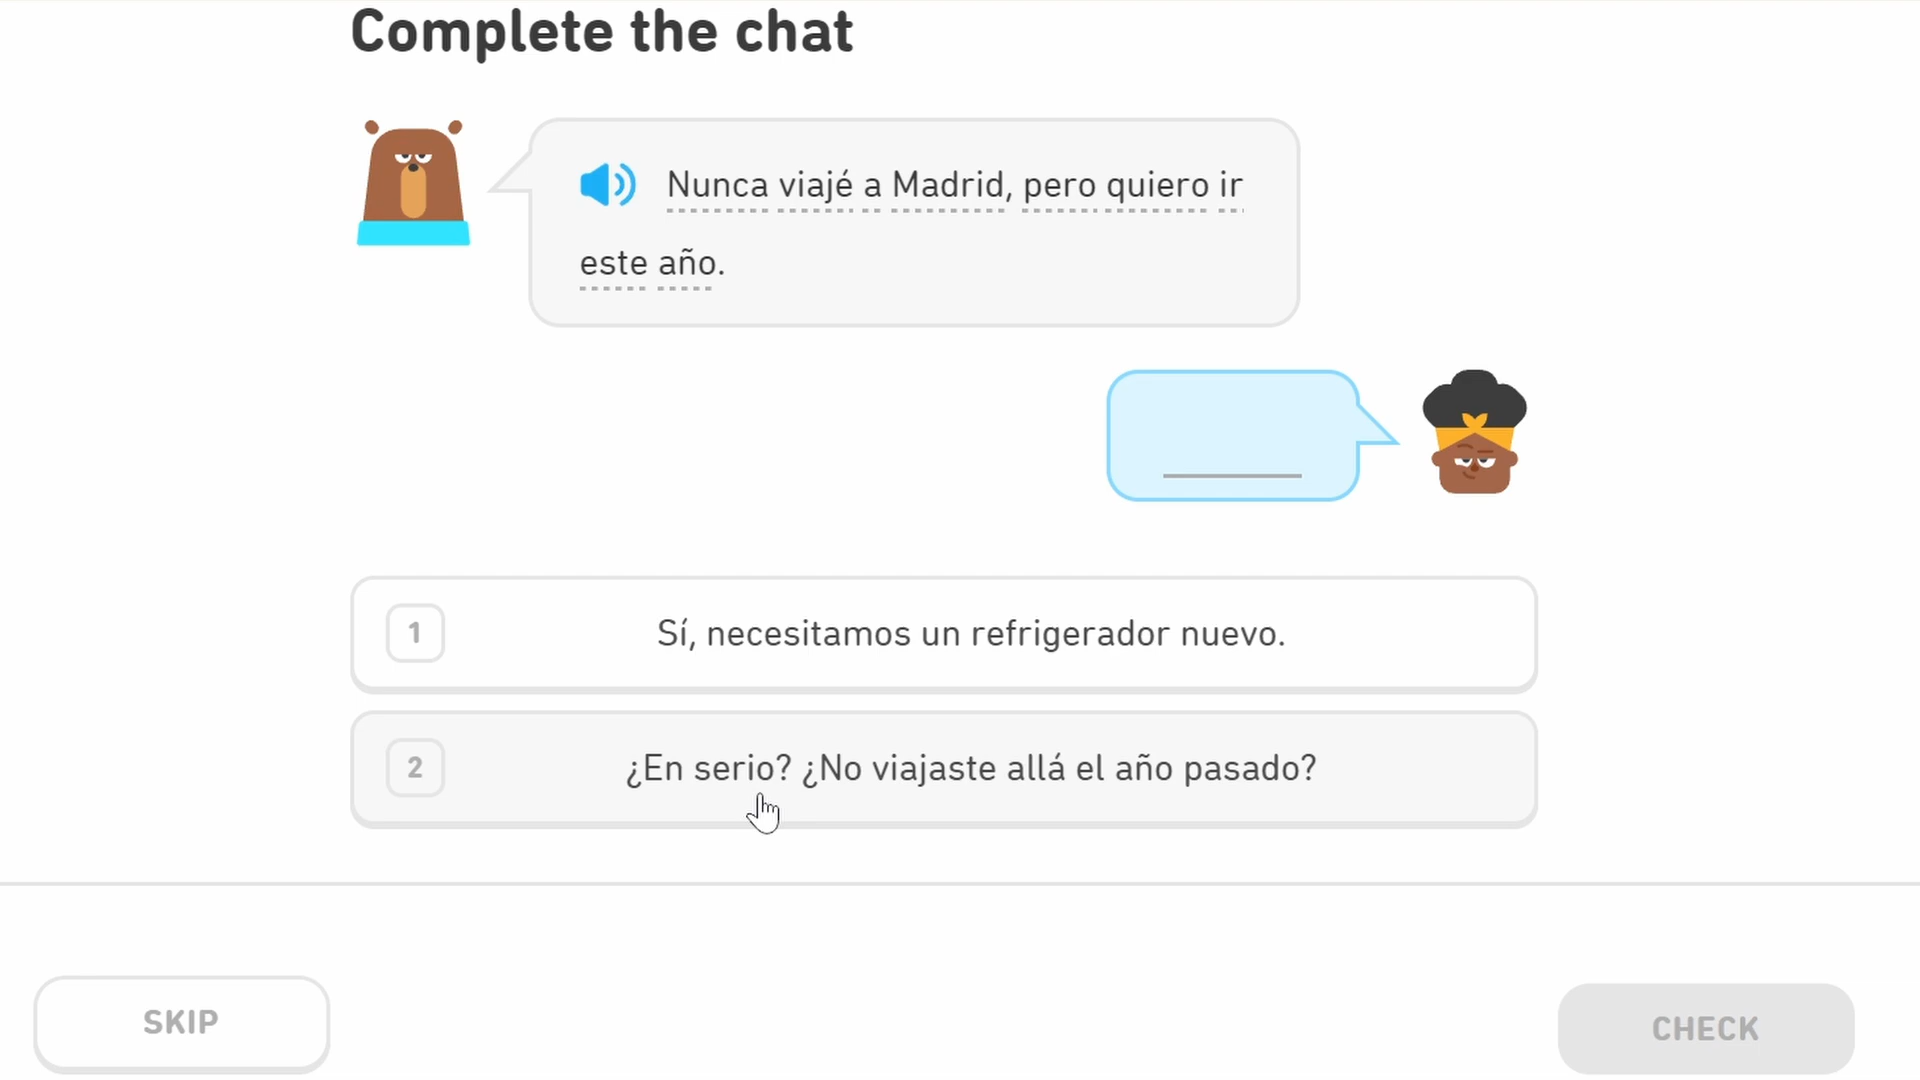 Complete the chat
Nunca viajé a Madrid, pero quiero ir
este año.
1
Sí, necesitamos un refrigerador nuevo.
2
¿En serio? ¿No viajaste allá el año pasado?
SKIP
CHECK